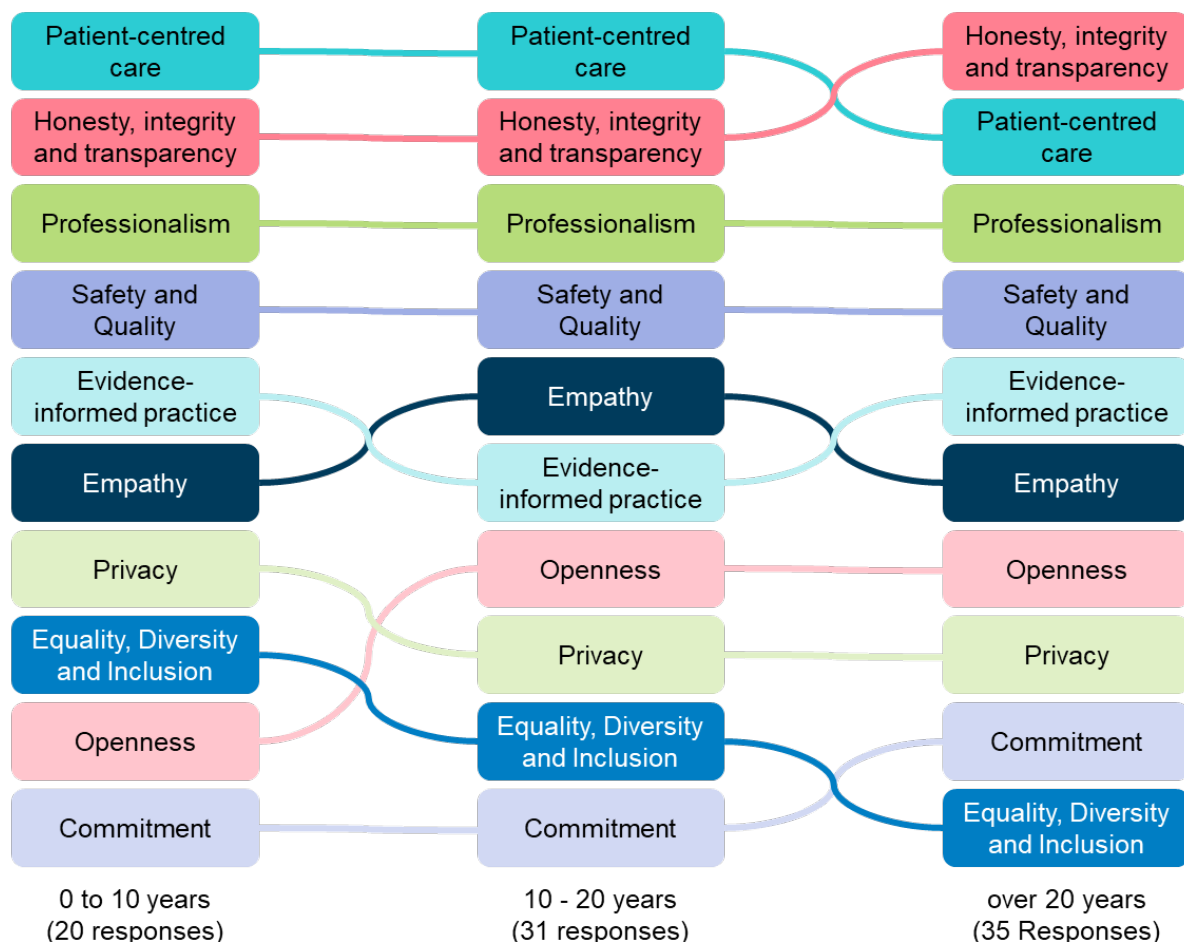 Patient-centred
care
Honesty, integrity
and transparency
Professionalism
Safety and
Quality
Evidence-
informed practice
Empathy
Privacy
Equality, Diversity
and Inclusion
Openness
Commitment
0 to 10 years
(20 responses)
Patient-centred
care
Honesty, integrity
and transparency
Professionalism
Safety and
Quality
Empathy
Evidence-
informed practice
Openness
Privacy
Equality, Diversity
and Inclusion
Commitment
10 - 20 years
(31 responses)
Honesty, integrity
and transparency
Patient-centred
care
Professionalism
Safety and
Quality
Evidence-
informed practice
Empathy
Openness
Privacy
Commitment
Equality, Diversity
and Inclusion
over 20 years
(35 Responses)